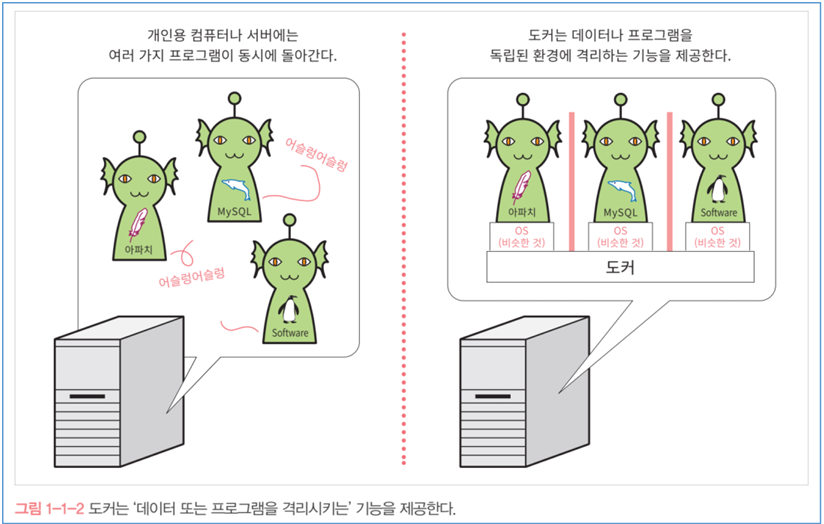 개인용 컴퓨터나 서버에는
여러 가지 프로그램이 동시에 돌아간다.
어슬렁어슬렁
MySQL
아파치
어슬렁어슬렁
Software
도커는 데이터나 프로그램을
독립된 환경에 격리하는 기능을 제공한다.
아파치
MySQL
Software
OS
(비슷한 것)
OS
(비슷한 것)
OS
(비슷한 것)
도커
그림 1-1-2 도커는 ‘데이터 또는 프로그램을 격리시키는’ 기능을 제공한다.